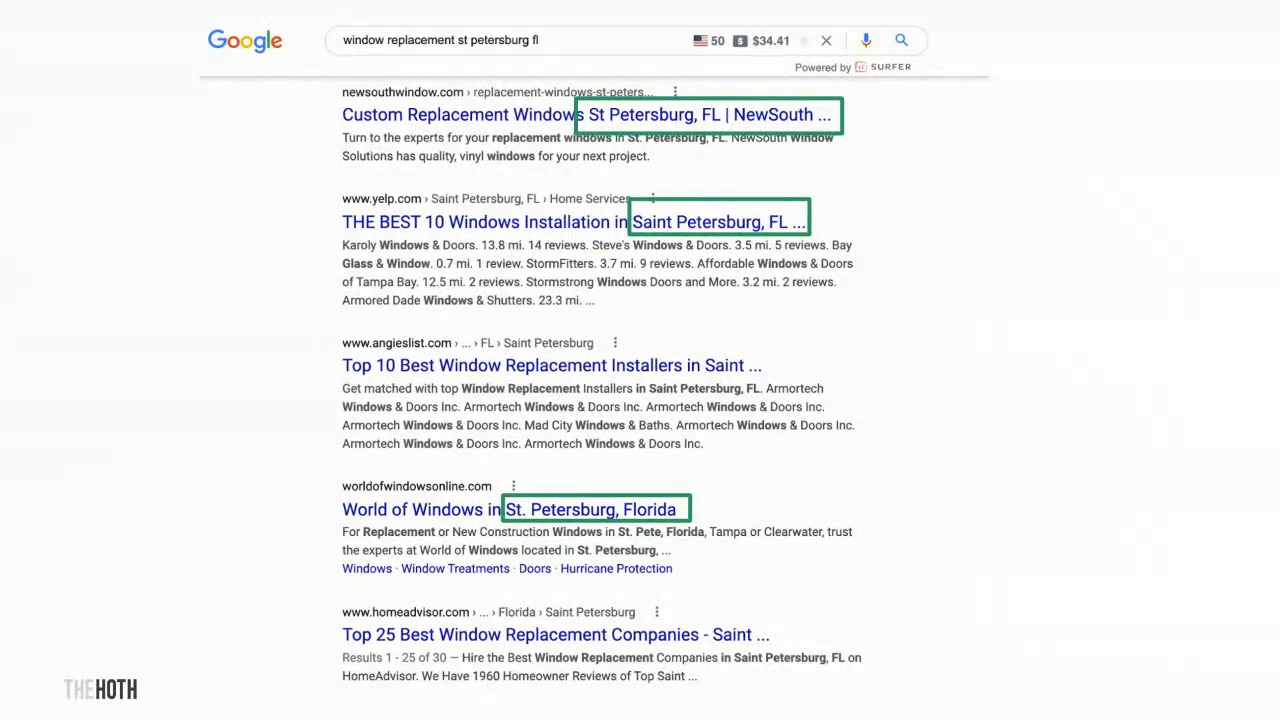 Google
window replacement st petersburg fl
50 $34.41
Powered by SURFER
newsouthwindow.com › replacement-windows-st-peters...
Custom Replacement Windows St Petersburg, FL | NewSouth ...
Turn to the experts for your replacement windows in St. Petersburg, FL. NewSouth Window
Solutions has quality, vinyl windows for your next project.
www.yelp.com › Saint Petersburg, FL › Home Services
THE BEST 10 Windows Installation in Saint Petersburg, FL ...
Karoly Windows & Doors. 13.8 mi. 14 reviews. Steve's Windows & Doors. 3.5 mi. 5 reviews. Bay
Glass & Window. 0.7 mi. 1 review. StormFitters. 3.7 mi. 9 reviews. Affordable Windows & Doors
of Tampa Bay. 12.5 mi. 2 reviews. Stormstrong Windows Doors and More. 3.2 mi. 2 reviews.
Armored Dade Windows & Shutters. 23.3 mi. ...
www.angieslist.com › ... › FL › Saint Petersburg
Top 10 Best Window Replacement Installers in Saint ...
Get matched with top Window Replacement Installers in Saint Petersburg, FL. Armortech
Windows & Doors Inc. Armortech Windows & Doors Inc. Armortech Windows & Doors Inc.
Armortech Windows & Doors Inc. Mad City Windows & Baths. Armortech Windows & Doors Inc.
Armortech Windows & Doors Inc. Armortech Windows & Doors Inc.
worldofwindowsonline.com
World of Windows in St. Petersburg, Florida
For Replacement or New Construction Windows in St. Pete, Florida, Tampa or Clearwater, trust
the experts at World of Windows located in St. Petersburg, ...
Windows · Window Treatments · Doors · Hurricane Protection
www.homeadvisor.com › ... › Florida › Saint Petersburg
Top 25 Best Window Replacement Companies - Saint ...
Results 1 - 25 of 30 — Hire the Best Window Replacement Companies in Saint Petersburg, FL on
HomeAdvisor. We Have 1960 Homeowner Reviews of Top Saint ...
THEHOTH